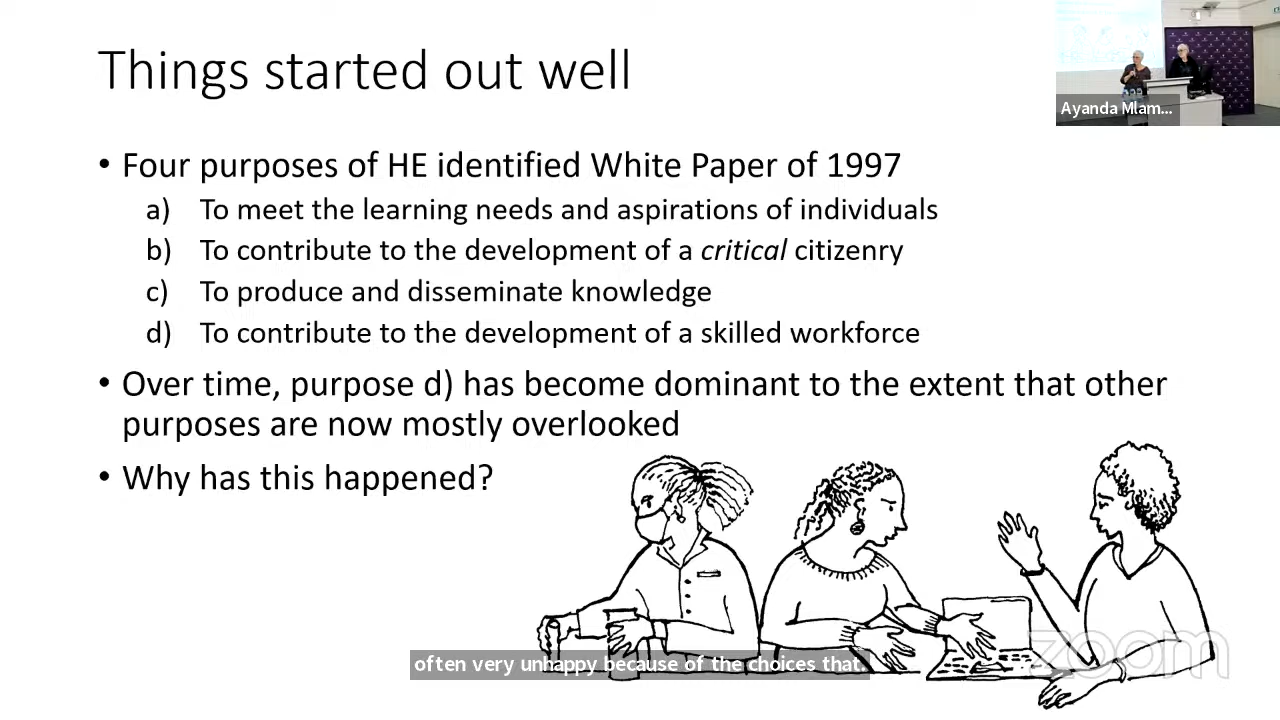 Things started out well
Ayanda Mlam...
• Four purposes of HE identified White Paper of 1997
a) To meet the learning needs and aspirations of individuals
b) To contribute to the development of a critical citizenry
c) To produce and disseminate knowledge
d) To contribute to the development of a skilled workforce
• Over time, purpose d) has become dominant to the extent that other
purposes are now mostly overlooked
• Why has this happened?
often very unhappy because of the choices that.
zoom